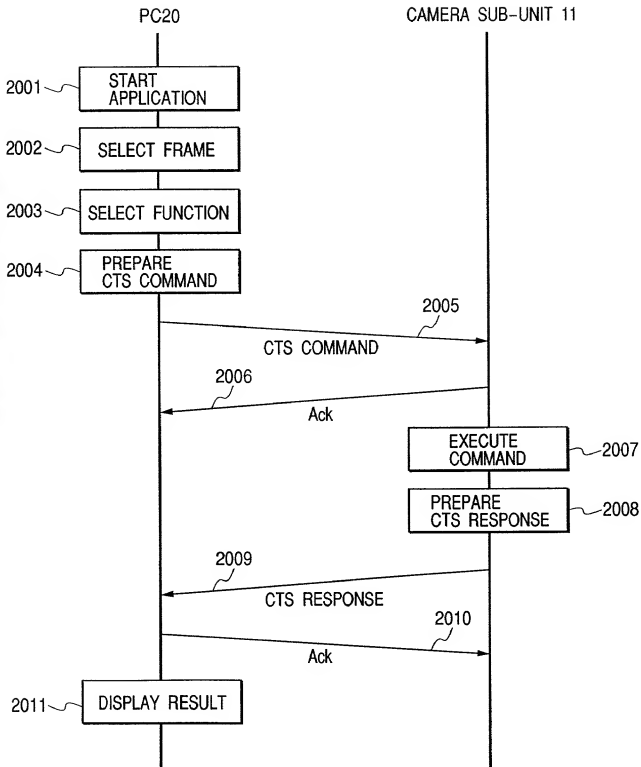 PC20
CAMERA SUB-UNIT 11
2001
START
APPLICATION
2002
SELECT FRAME
2003
SELECT FUNCTION
2004
PREPARE
CTS COMMAND
2005
CTS COMMAND
2006
Ack
EXECUTE
COMMAND
2007
PREPARE
CTS RESPONSE
2008
2009
CTS RESPONSE
2010
Ack
2011
DISPLAY RESULT